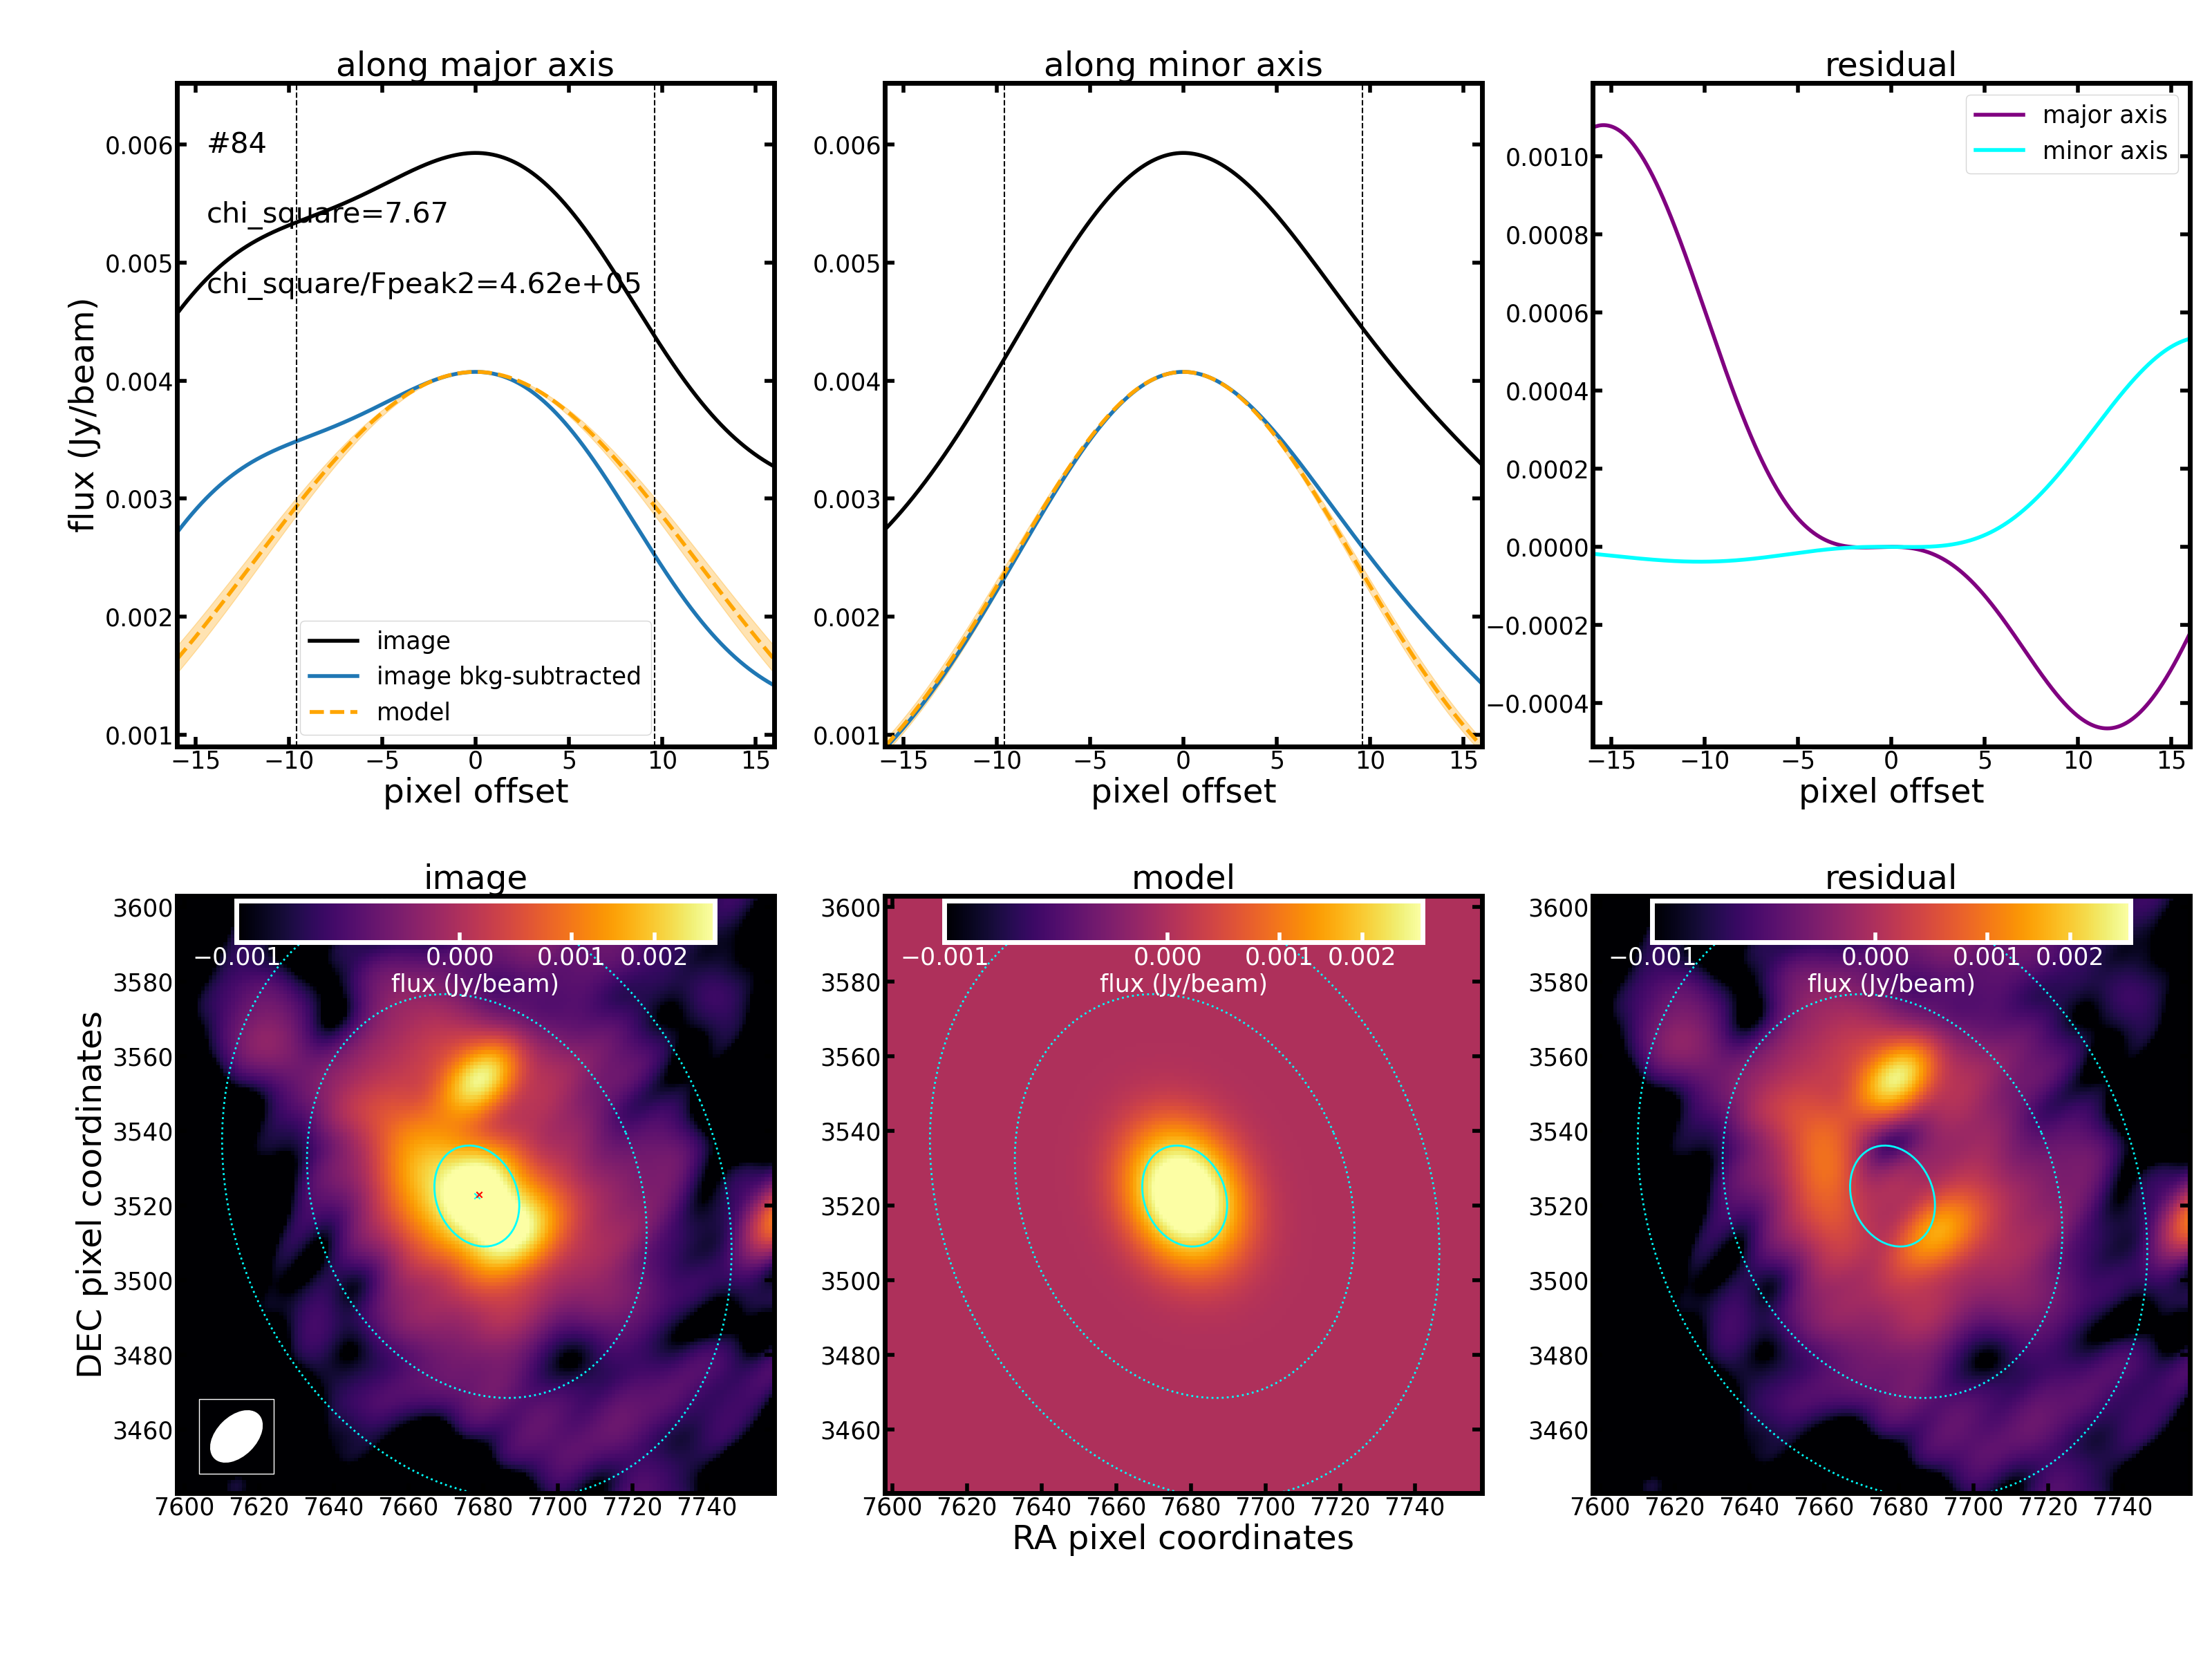 along major axis
along minor axis
residual
#84
chi_square=7.67
chi_square/Fpeak2=4.62e+05
flux (Jy/beam)
0.006
0.005
0.004
0.003
0.002
0.001
image
image bkg-subtracted
model
−15 −10 −5 0 5 10 15
pixel offset
0.006
0.005
0.004
0.003
0.002
0.001
−15 −10 −5 0 5 10 15
pixel offset
major axis
minor axis
0.0010
0.0008
0.0006
0.0004
0.0002
0.0000
−0.0002
−0.0004
−15 −10 −5 0 5 10 15
pixel offset
image
model
residual
DEC pixel coordinates
3600
3580
3560
3540
3520
3500
3480
3460
−0.001 0.000 0.001 0.002
flux (Jy/beam)
7600 7620 7640 7660 7680 7700 7720 7740
3600
3580
3560
3540
3520
3500
3480
3460
−0.001 0.000 0.001 0.002
flux (Jy/beam)
7600 7620 7640 7660 7680 7700 7720 7740
RA pixel coordinates
3600
3580
3560
3540
3520
3500
3480
3460
−0.001 0.000 0.001 0.002
flux (Jy/beam)
7600 7620 7640 7660 7680 7700 7720 7740